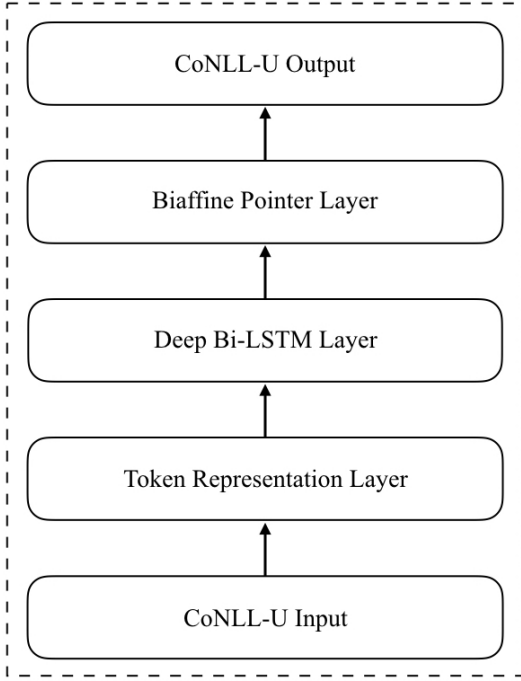 CoNLL-U Output
Biaffine Pointer Layer
Deep Bi-LSTM Layer
Token Representation Layer
CoNLL-U Input